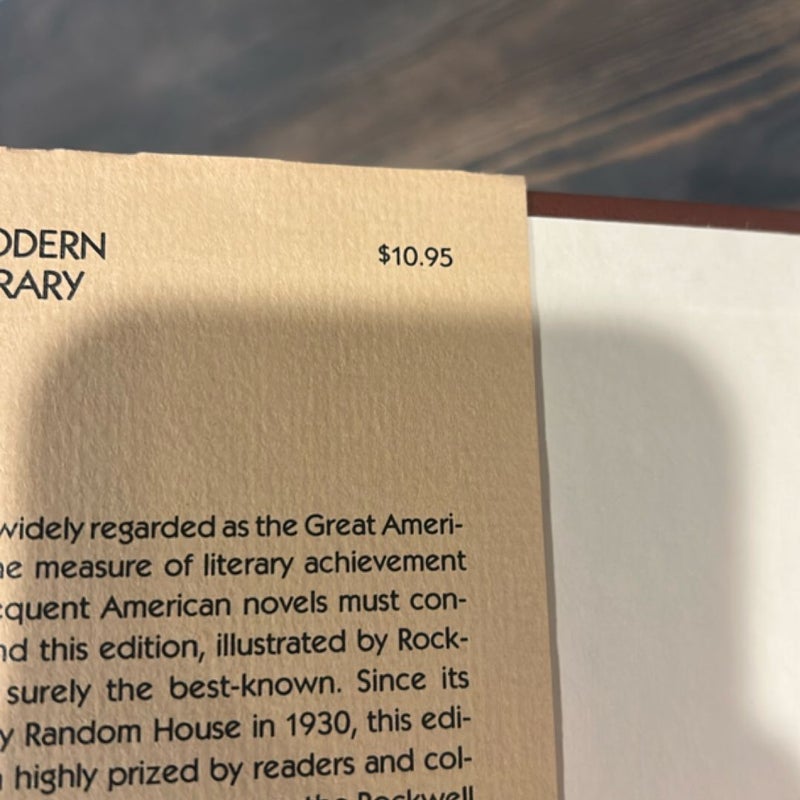 ODERN
$10.95
RARY
widely regarded as the Great Ameri-
measure of literary achievement
equent American novels must con-
this edition, illustrated by Rock-
surely the best-known. Since its
y Random House in 1930, this edi-
highly prized by readers and col-
Rockwell